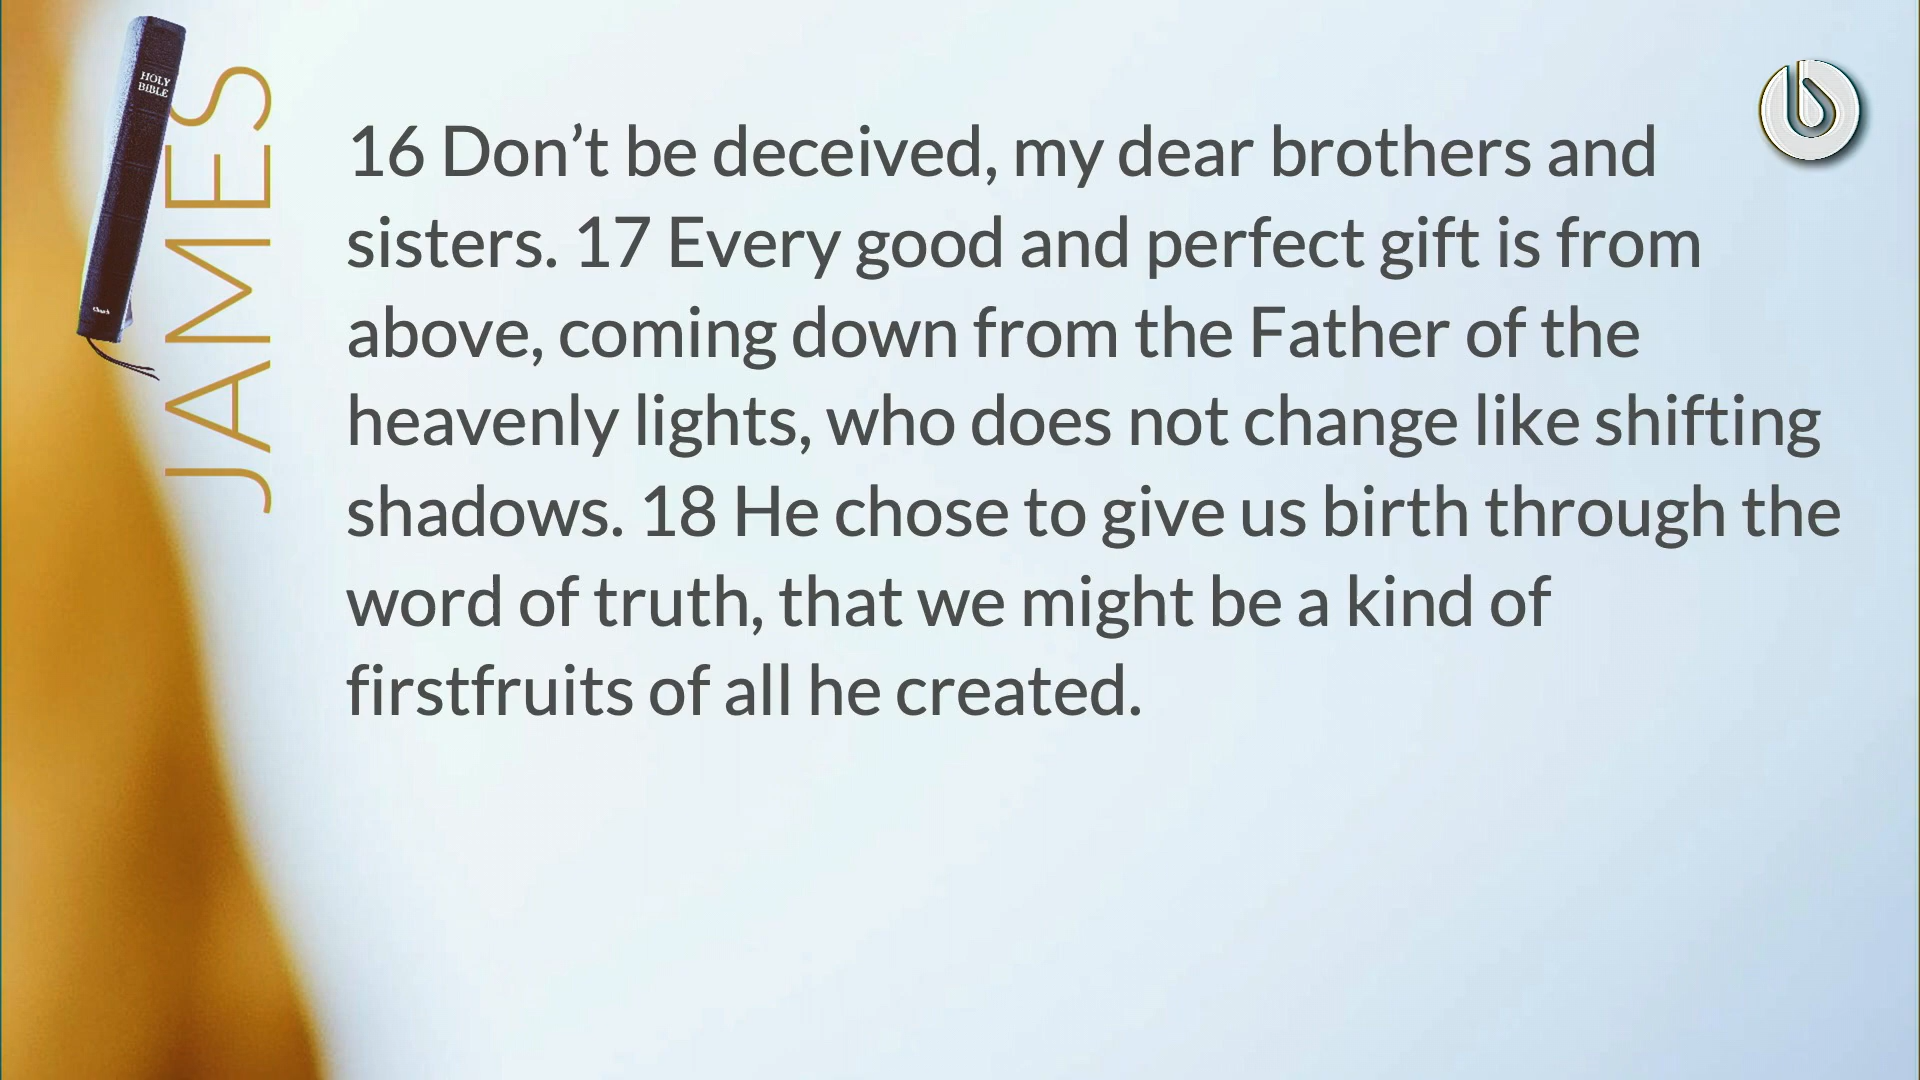 HOLY
BIBLE
Church
JAMES
16 Don’t be deceived, my dear brothers and
sisters. 17 Every good and perfect gift is from
above, coming down from the Father of the
heavenly lights, who does not change like shifting
shadows. 18 He chose to give us birth through the
word of truth, that we might be a kind of
firstfruits of all he created.